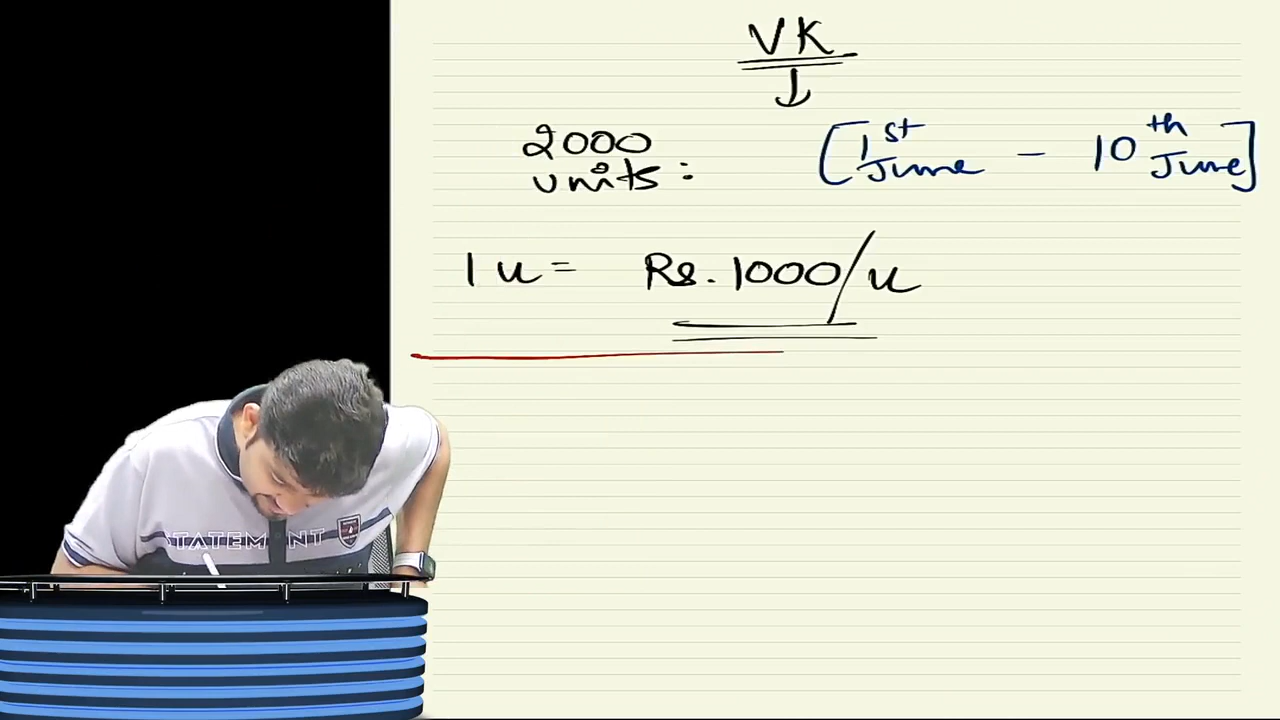 VK
2000
units : [1st June - 10th June]
1 u = Rs. 1000/u
STATEMENT